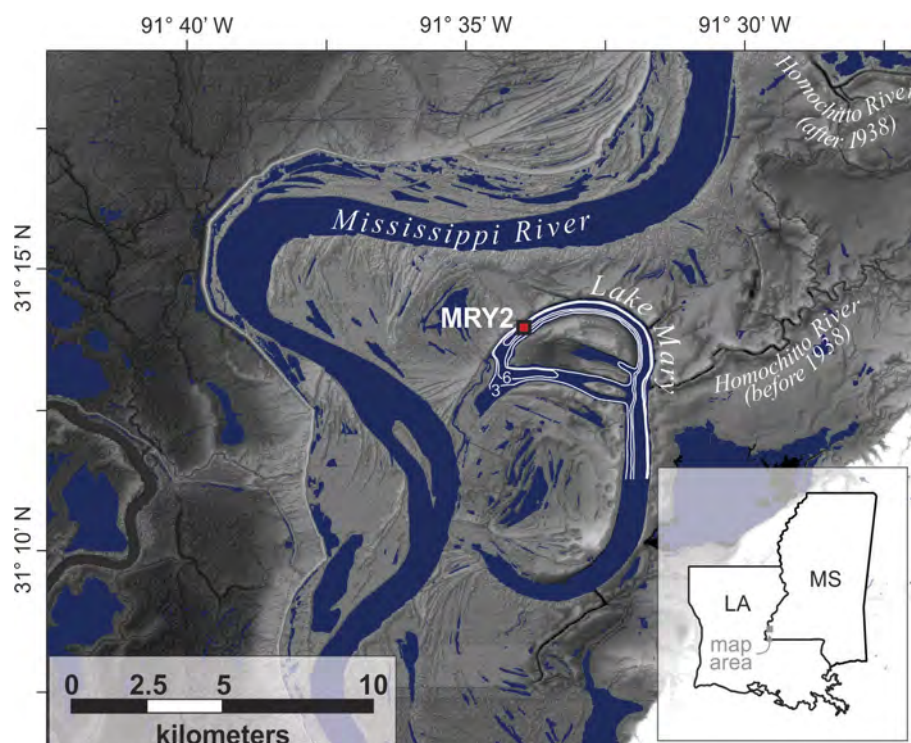 91° 40' W
91° 35' W
91° 30' W
Homochitto River
(after 1938)
Mississippi River
31° 15' N
Lake Mary
MRY2
Homochitto River
(before 1938)
6
3
31° 10' N
LA
MS
map
area
0
2.5
5
10
kilometers